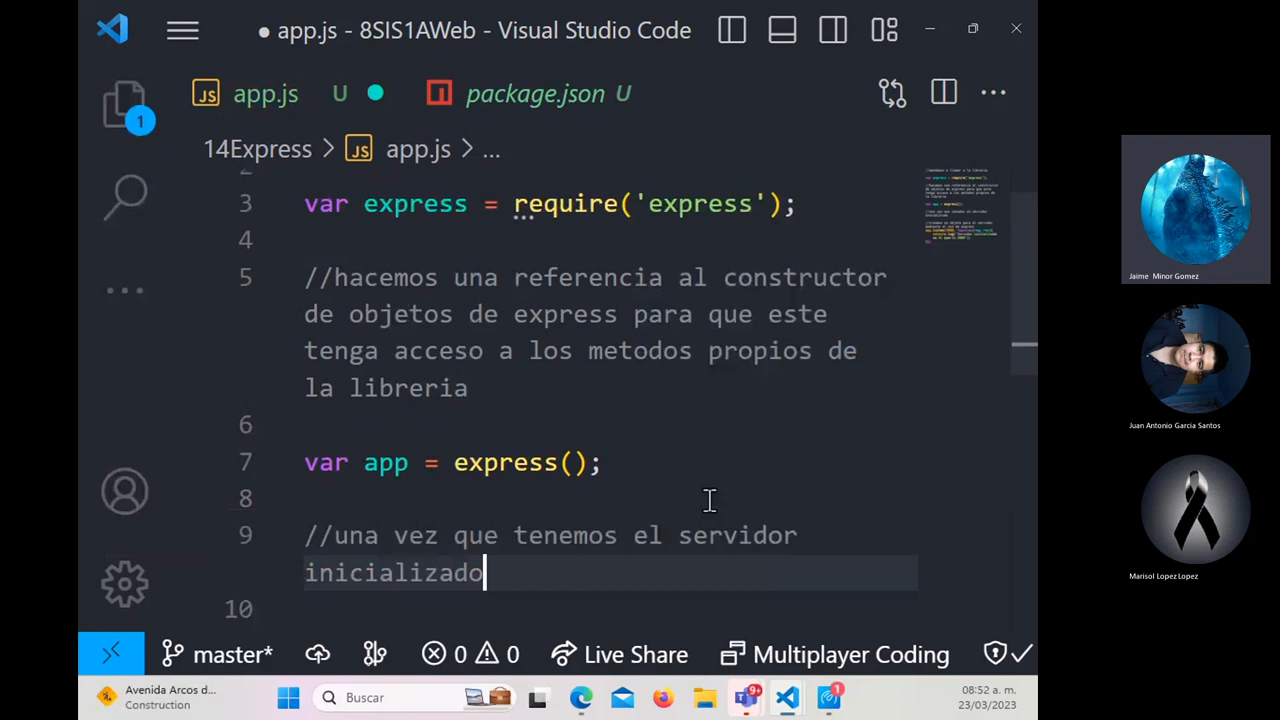 app.js - 8SIS1AWeb - Visual Studio Code
JS app.js U package.json U
1
14Express > JS app.js > ...
2
3 var express = require('express');
4
5 //hacemos una referencia al constructor
de objetos de express para que este
tenga acceso a los metodos propios de
la libreria
6
7 var app = express();
8
9 //una vez que tenemos el servidor
inicializado
10
master* 0 0 Live Share Multiplayer Coding
Avenida Arcos d...
Construction
Buscar
9+
1
08:52 a. m.
23/03/2023
Jaime Minor Gomez
Juan Antonio Garcia Santos
Marisol Lopez Lopez